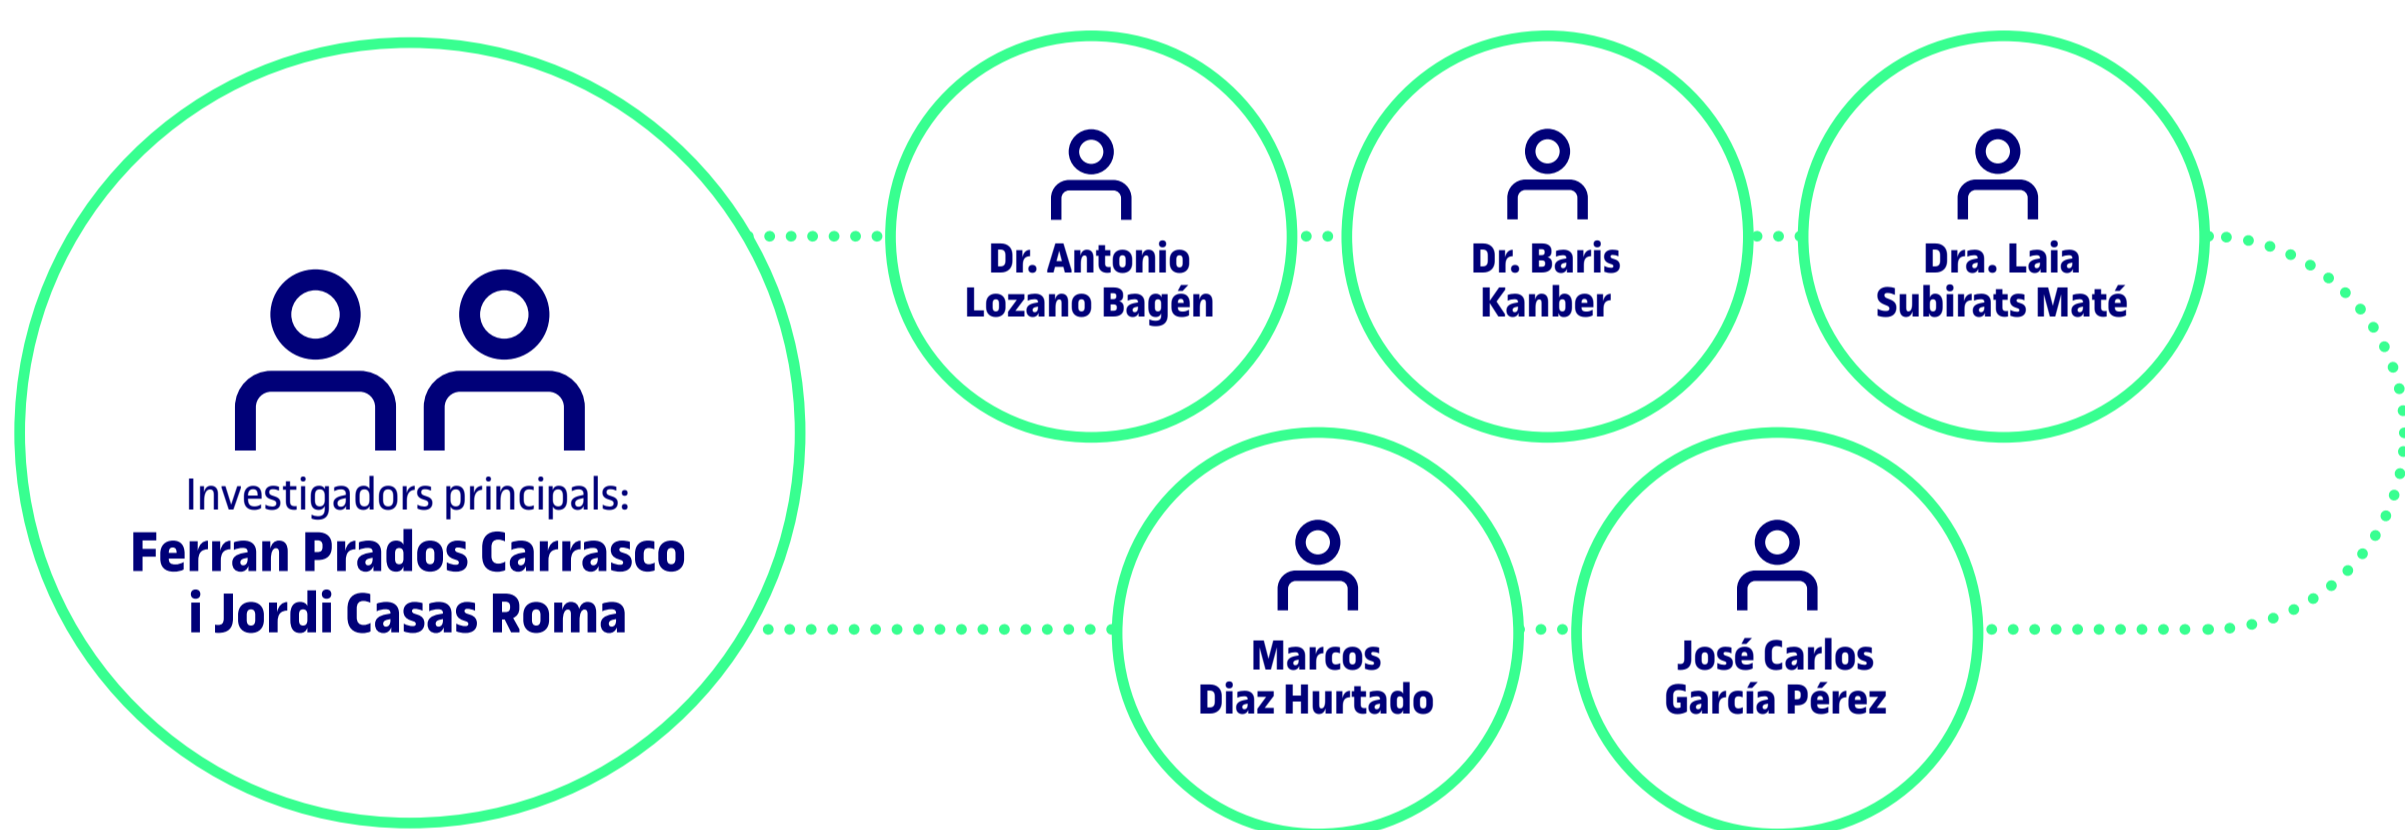 Investigadors principals:
Ferran Prados Carrasco
i Jordi Casas Roma
Dr. Antonio
Lozano Bagén
Dr. Baris
Kanber
Dra. Laia
Subirats Maté
Marcos
Diaz Hurtado
José Carlos
García Pérez